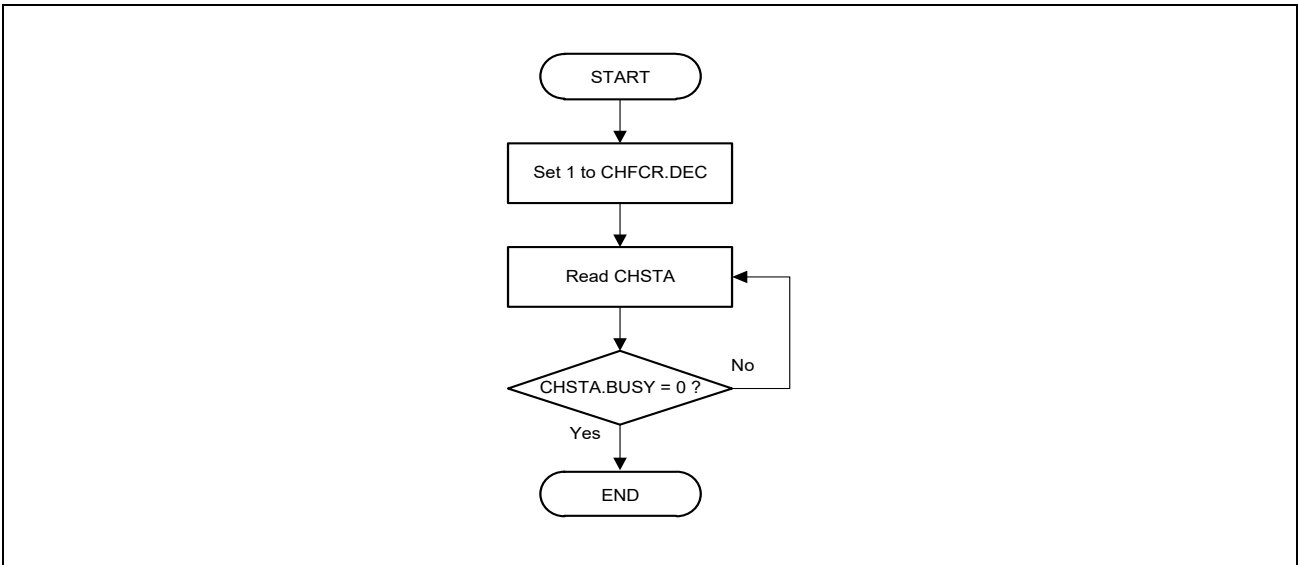 START
Set 1 to CHFCR.DEC
Read CHSTA
No
CHSTA.BUSY = 0 ?
Yes
END